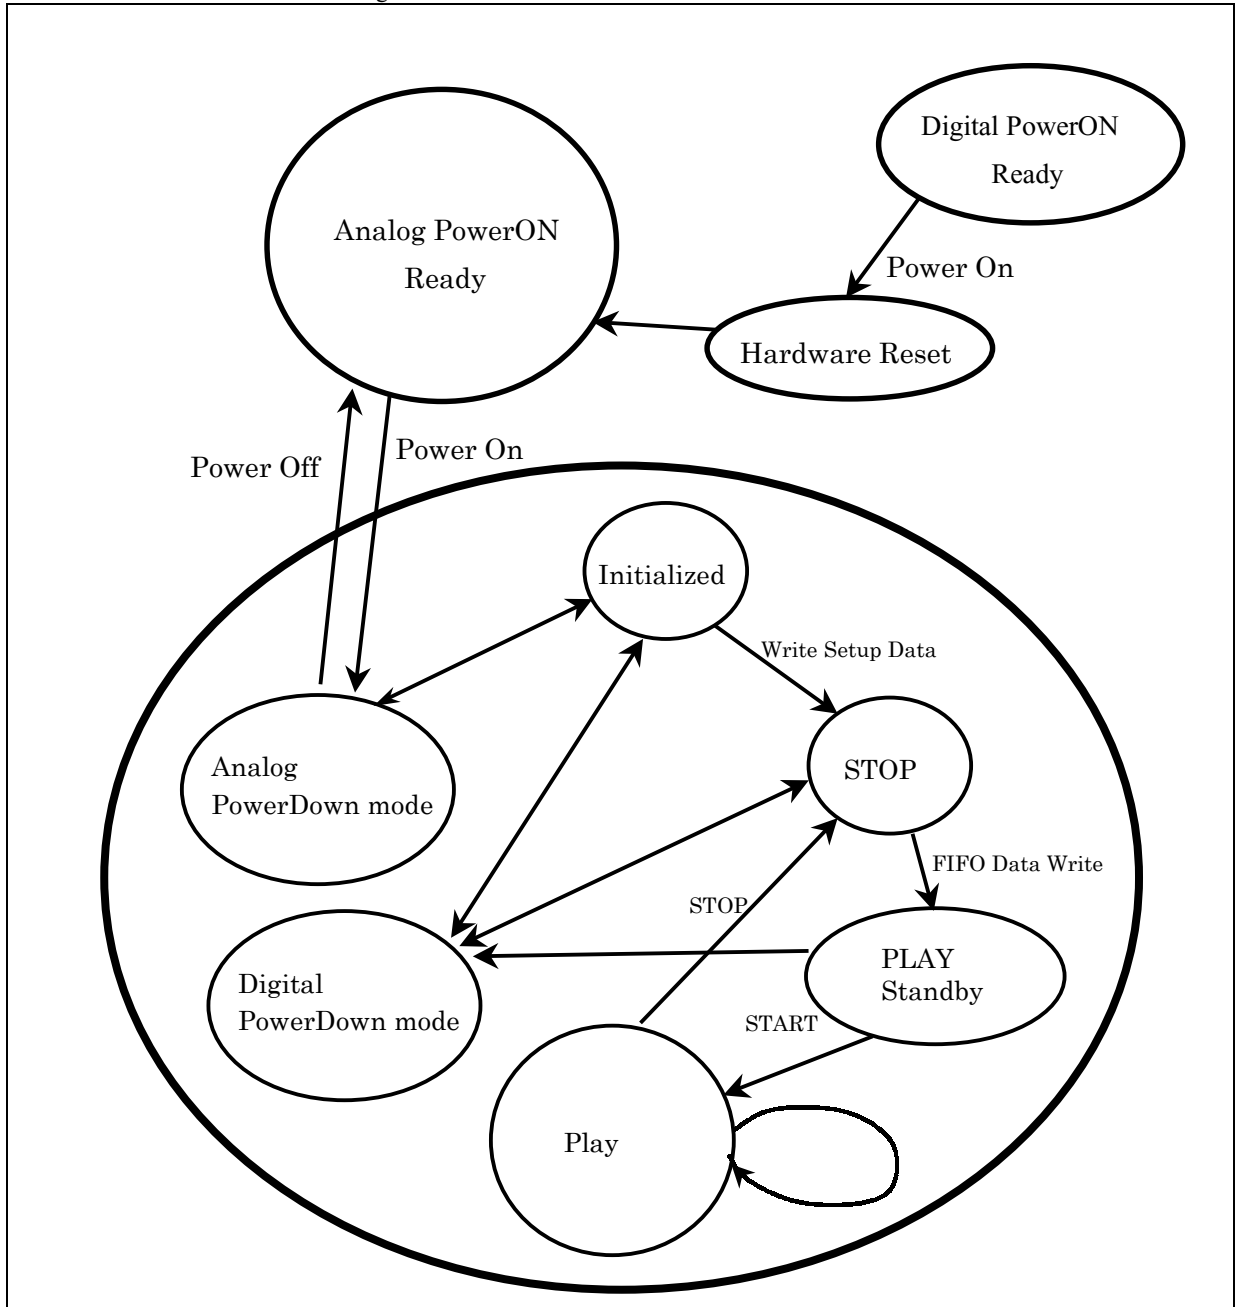 Digital PowerON
Ready
Analog PowerON
Ready
Power On
Hardware Reset
Power On
Power Off
Initialized
Write Setup Data
Analog
PowerDown mode
STOP
FIFO Data Write
STOP
PLAY
Standby
Digital
PowerDown mode
START
Play